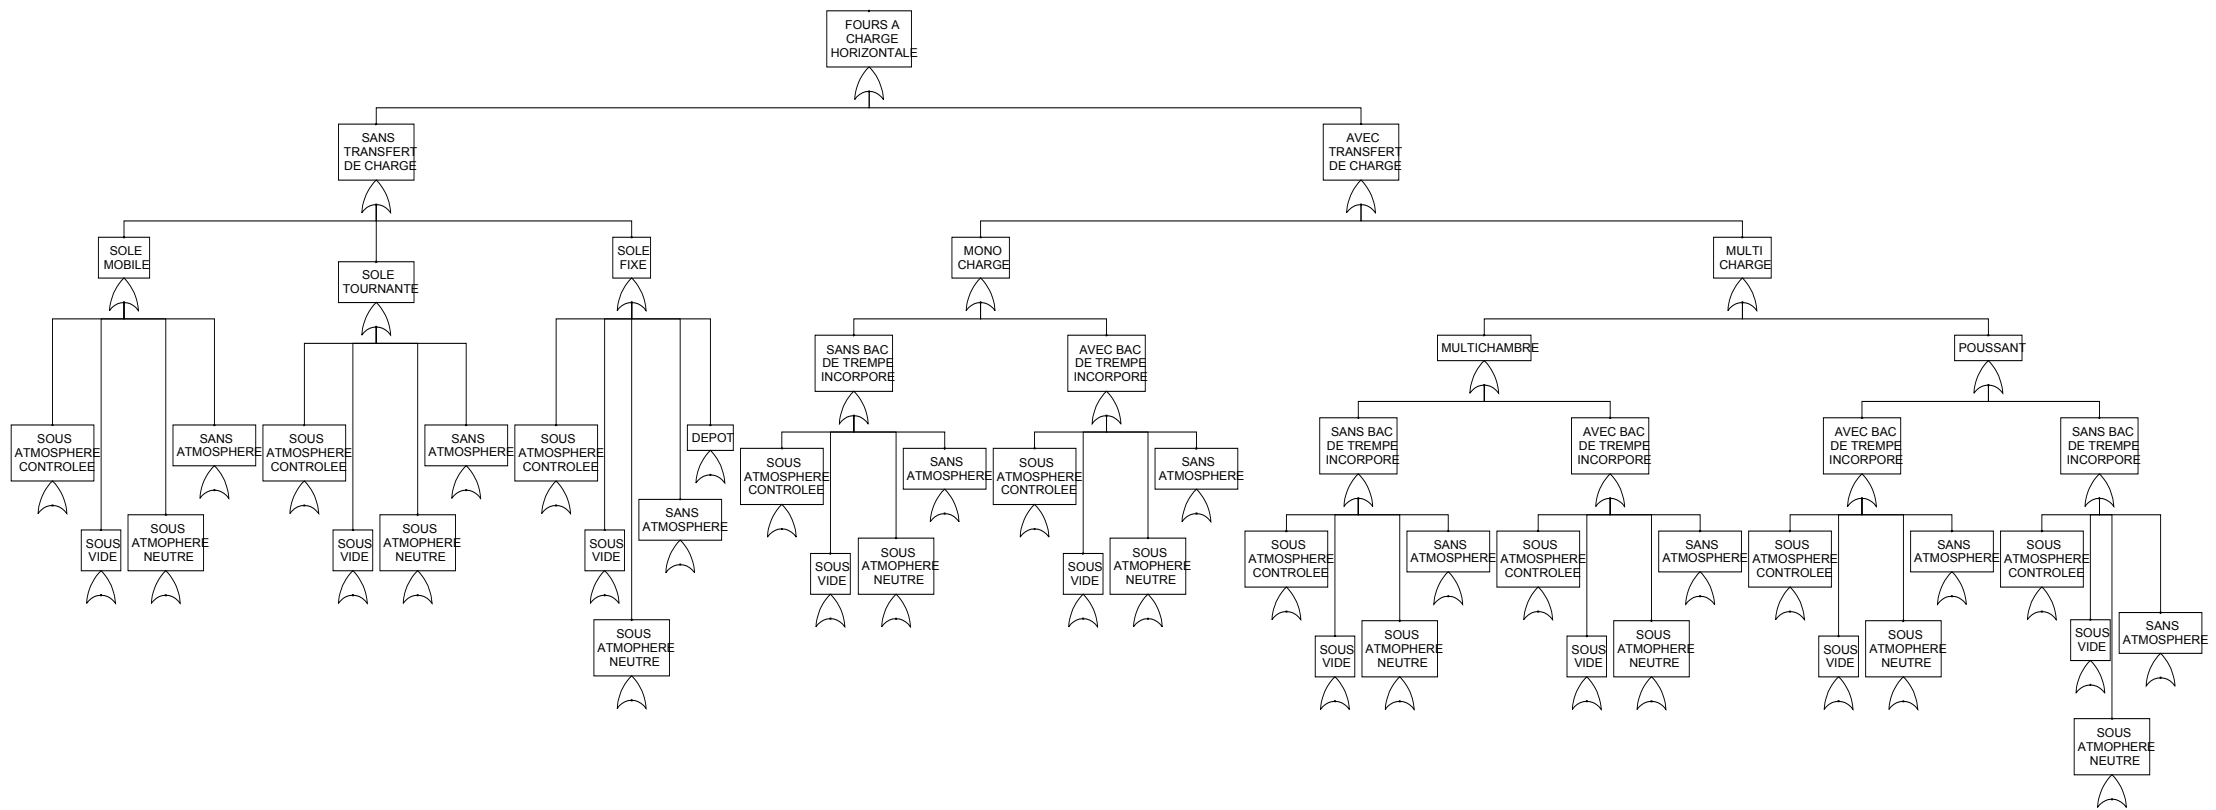 FOURS A
CHARGE
HORIZONTALE
SANS
TRANSFERT
DE CHARGE
AVEC
TRANSFERT
DE CHARGE
SOLE
MOBILE
SOLE
TOURNANTE
SOLE
FIXE
MONO
CHARGE
MULTI
CHARGE
SANS BAC
DE TREMPE
INCORPORE
AVEC BAC
DE TREMPE
INCORPORE
MULTICHAMBRE
POUSSANT
SOUS
ATMOSPHERE
CONTROLEE
SOUS
VIDE
SOUS
ATMOPHERE
NEUTRE
SANS
ATMOSPHERE
SOUS
ATMOSPHERE
CONTROLEE
SOUS
VIDE
SOUS
ATMOPHERE
NEUTRE
SANS
ATMOSPHERE
SOUS
ATMOSPHERE
CONTROLEE
SOUS
VIDE
SOUS
ATMOPHERE
NEUTRE
SANS
ATMOSPHERE
DEPOT
SOUS
ATMOSPHERE
CONTROLEE
SOUS
VIDE
SOUS
ATMOPHERE
NEUTRE
SANS
ATMOSPHERE
SOUS
ATMOSPHERE
CONTROLEE
SOUS
VIDE
SOUS
ATMOPHERE
NEUTRE
SANS
ATMOSPHERE
SANS BAC
DE TREMPE
INCORPORE
AVEC BAC
DE TREMPE
INCORPORE
AVEC BAC
DE TREMPE
INCORPORE
SANS BAC
DE TREMPE
INCORPORE
SOUS
ATMOSPHERE
CONTROLEE
SOUS
VIDE
SOUS
ATMOPHERE
NEUTRE
SANS
ATMOSPHERE
SOUS
ATMOSPHERE
CONTROLEE
SOUS
VIDE
SOUS
ATMOPHERE
NEUTRE
SANS
ATMOSPHERE
SOUS
ATMOSPHERE
CONTROLEE
SOUS
VIDE
SOUS
ATMOPHERE
NEUTRE
SANS
ATMOSPHERE
SOUS
ATMOSPHERE
CONTROLEE
SOUS
VIDE
SOUS
ATMOPHERE
NEUTRE
SANS
ATMOSPHERE